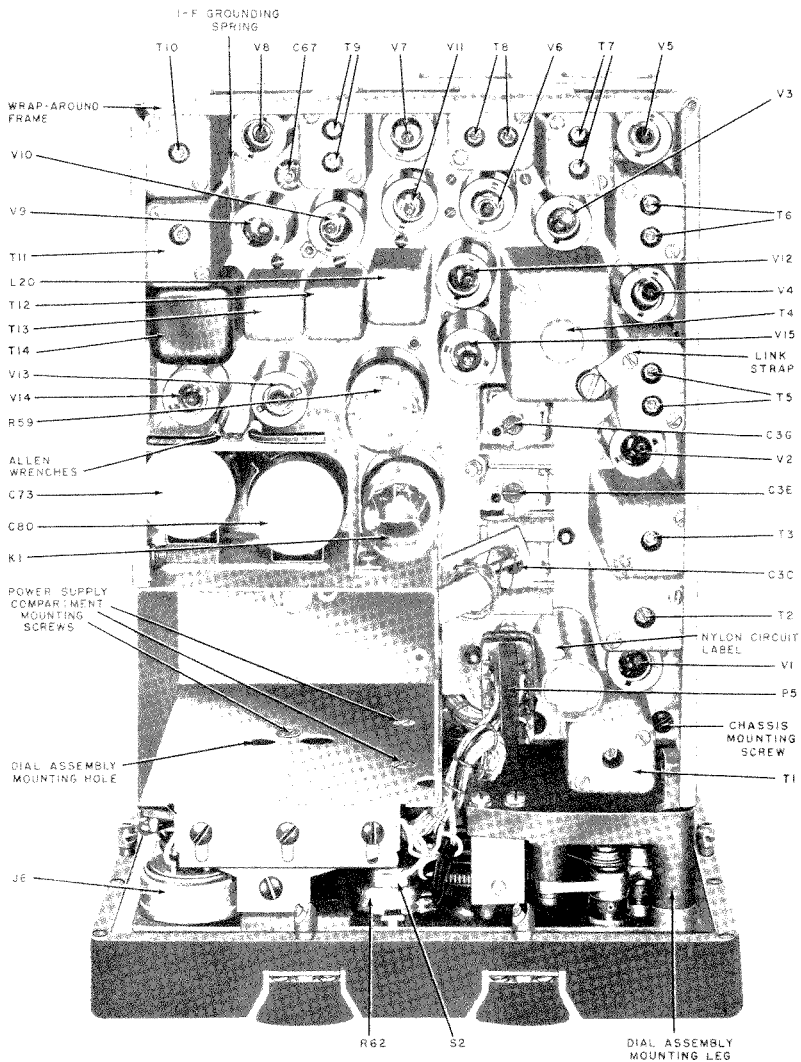 I-F GROUNDING
SPRING
T10
V8
C67
T9
V7
V11
T8
V6
T7
V5
WRAP-AROUND
FRAME
V3
V10
V9
T6
T11
V12
L20
V4
T12
T13
T4
T14
V15
LINK
STRAP
V13
V14
T5
R59
C3G
ALLEN
WRENCHES
V2
C73
C3E
C80
T3
K1
C3C
POWER SUPPLY
COMPARTMENT
MOUNTING
SCREWS
T2
NYLON CIRCUIT
LABEL
V1
P5
CHASSIS
MOUNTING
SCREW
DIAL ASSEMBLY
MOUNTING HOLE
T1
J6
R62
S2
DIAL ASSEMBLY
MOUNTING LEG